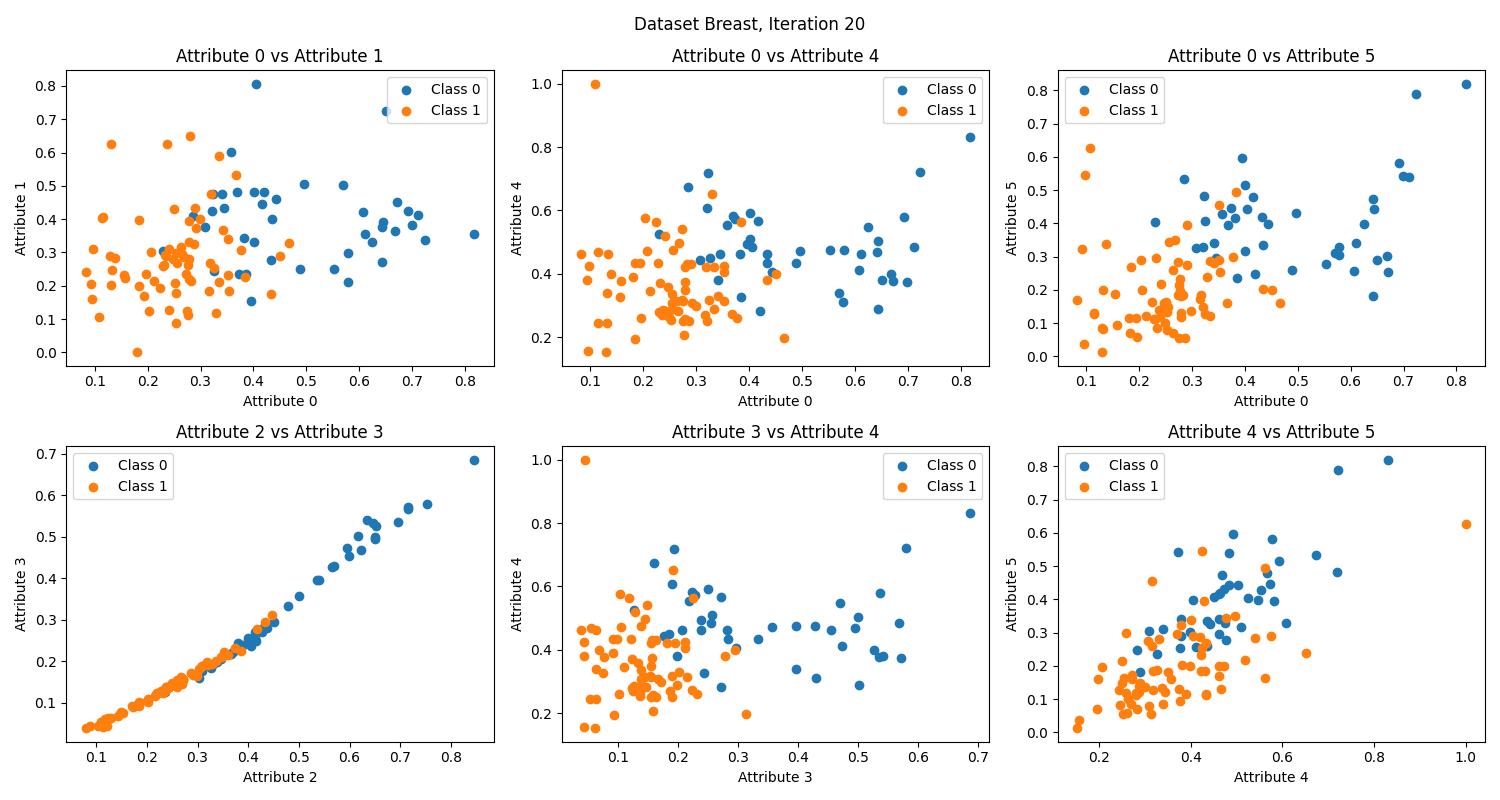 Dataset Breast, Iteration 20
Attribute 0 vs Attribute 1
Class 0
Class 1
0.8
0.7
0.6
0.5
0.4
0.3
0.2
0.1
0.0
Attribute 1
0.1 0.2 0.3 0.4 0.5 0.6 0.7 0.8
Attribute 0
Attribute 0 vs Attribute 4
Class 0
Class 1
1.0
0.8
0.6
0.4
0.2
Attribute 4
0.1 0.2 0.3 0.4 0.5 0.6 0.7 0.8
Attribute 0
Attribute 0 vs Attribute 5
Class 0
Class 1
0.8
0.7
0.6
0.5
0.4
0.3
0.2
0.1
0.0
Attribute 5
0.1 0.2 0.3 0.4 0.5 0.6 0.7 0.8
Attribute 0
Attribute 2 vs Attribute 3
Class 0
Class 1
0.7
0.6
0.5
0.4
0.3
0.2
0.1
Attribute 3
0.1 0.2 0.3 0.4 0.5 0.6 0.7 0.8
Attribute 2
Attribute 3 vs Attribute 4
Class 0
Class 1
1.0
0.8
0.6
0.4
0.2
Attribute 4
0.1 0.2 0.3 0.4 0.5 0.6 0.7
Attribute 3
Attribute 4 vs Attribute 5
Class 0
Class 1
0.8
0.7
0.6
0.5
0.4
0.3
0.2
0.1
0.0
Attribute 5
0.2 0.4 0.6 0.8 1.0
Attribute 4